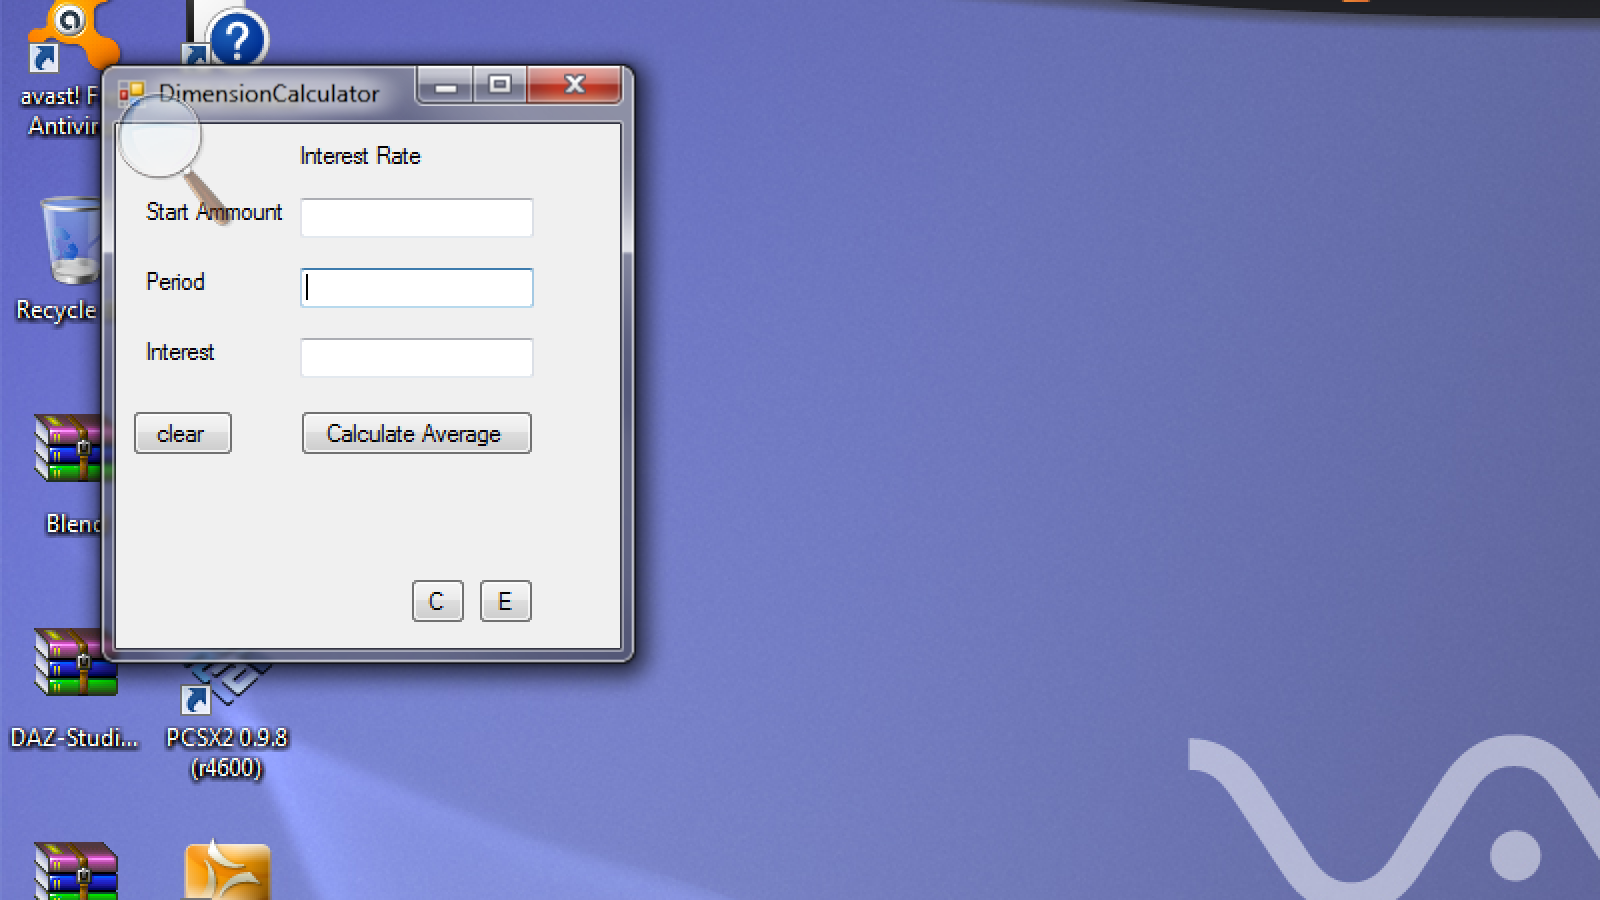 avast! F
Antivir
DimensionCalculator
Interest Rate
Start Ammount
Period
Interest
clear
Calculate Average
C
E
Recycle
Blend
DAZ-Studi...
PCSX2 0.9.8
(r4600)